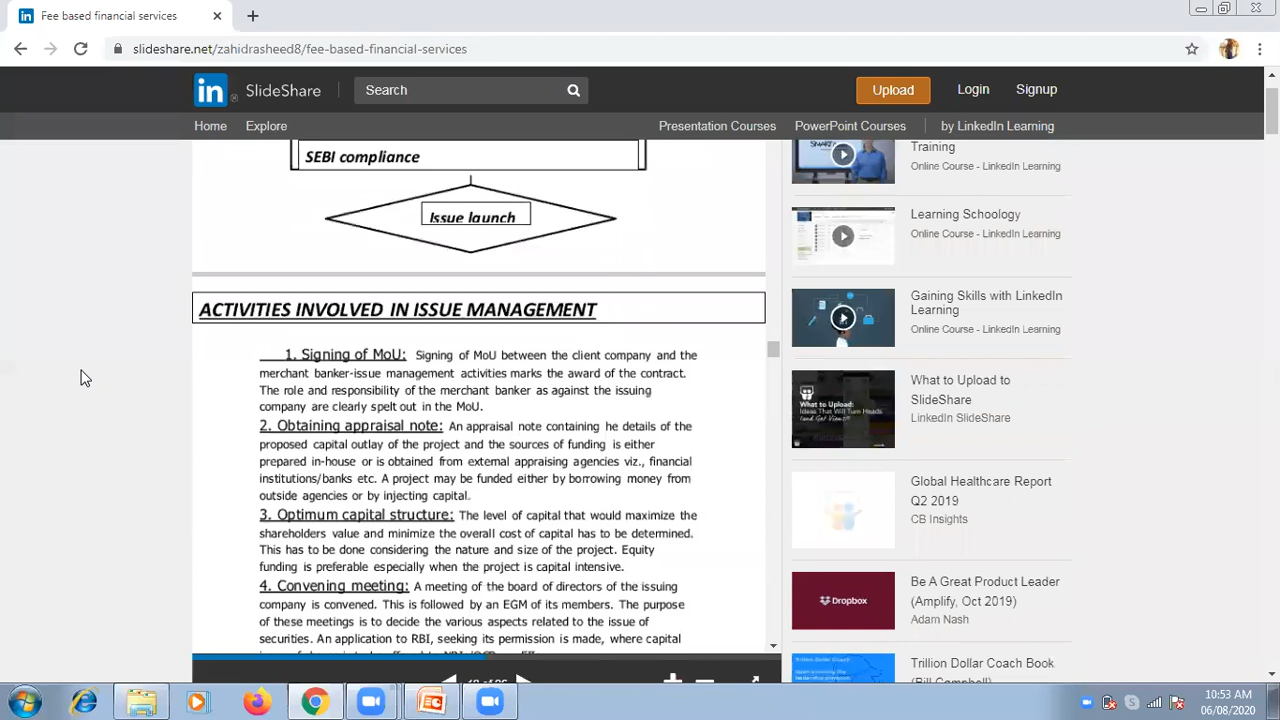 Fee based financial services
slideshare.net/zahidrasheed8/fee-based-financial-services
in SlideShare
Search
Upload
Login
Signup
Home
Explore
Presentation Courses
PowerPoint Courses
by LinkedIn Learning
SEBI compliance
Issue launch
ACTIVITIES INVOLVED IN ISSUE MANAGEMENT
1. Signing of MoU: Signing of MoU between the client company and the
merchant banker-issue management activities marks the award of the contract.
The role and responsibility of the merchant banker as against the issuing
company are clearly spelt out in the MoU.
2. Obtaining appraisal note: An appraisal note containing he details of the
proposed capital outlay of the project and the sources of funding is either
prepared in-house or is obtained from external appraising agencies viz., financial
institutions/banks etc. A project may be funded either by borrowing money from
outside agencies or by injecting capital.
3. Optimum capital structure: The level of capital that would maximize the
shareholders value and minimize the overall cost of capital has to be determined.
This has to be done considering the nature and size of the project. Equity
funding is preferable especially when the project is capital intensive.
4. Convening meeting: A meeting of the board of directors of the issuing
company is convened. This is followed by an EGM of its members. The purpose
of these meetings is to decide the various aspects related to the issue of
securities. An application to RBI, seeking its permission is made, where capital
Training
Online Course - LinkedIn Learning
Learning Schoology
Online Course - LinkedIn Learning
Gaining Skills with LinkedIn
Learning
Online Course - LinkedIn Learning
What to Upload:
Ideas That Will Turn Heads
What to Upload to
SlideShare
LinkedIn SlideShare
Global Healthcare Report
Q2 2019
CB Insights
Dropbox
Be A Great Product Leader
(Amplify, Oct 2019)
Adam Nash
Trillion Dollar Coach
Trillion Dollar Coach Book
(Bill Campbell)
10:53 AM
06/08/2020